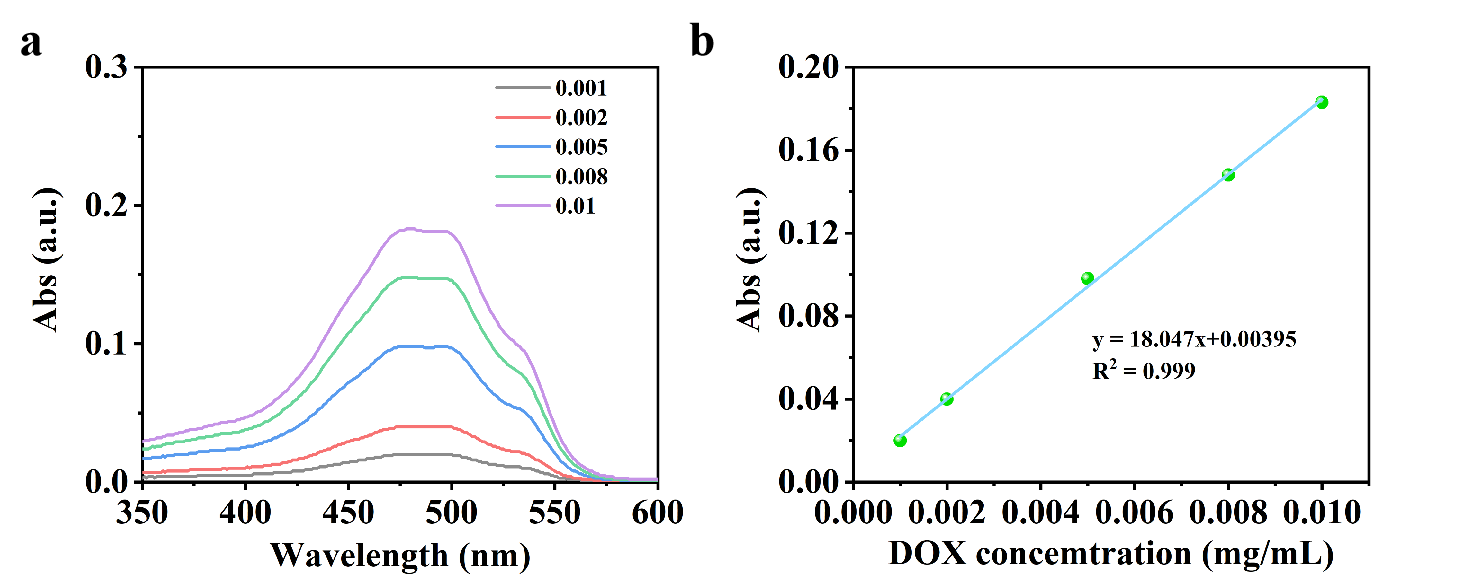 a
0.3
0.2
0.1
0.0
Abs (a.u.)
350 400 450 500 550 600
Wavelength (nm)
0.001
0.002
0.005
0.008
0.01
b
0.20
0.16
0.12
0.08
0.04
0.00
Abs (a.u.)
0.000 0.002 0.004 0.006 0.008 0.010
DOX concemtration (mg/mL)
y = 18.047x+0.00395
R² = 0.999